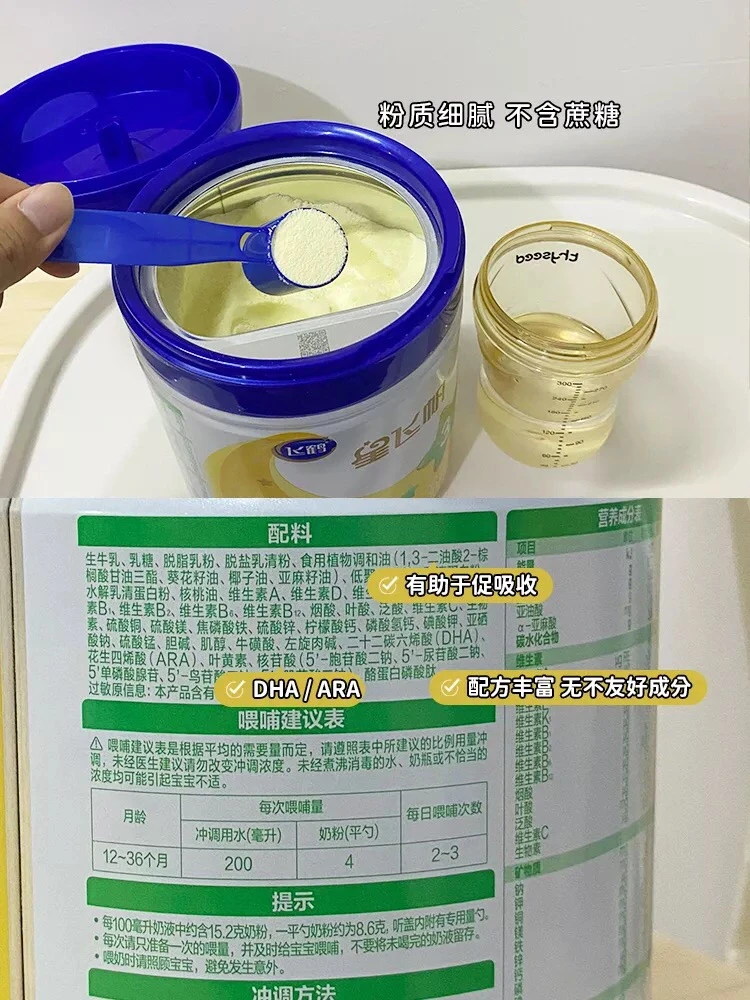 粉质细腻 不含蔗糖
thyseed
300
270
240
210
180
120
90
60
飞鹤
飞帆
配料
生牛乳、乳糖、脱脂乳粉、脱盐乳清粉、食用植物调和油(1,3-二油酸2-棕
榈酸甘油三酯、葵花籽油、椰子油、亚麻籽油)、低
有助于促吸收
水解乳清蛋白粉、核桃油、维生素A、维生素D、维
素B₁、维生素B₂、维生素B₆、维生素B₁₂、烟酸、叶酸、泛酸、维生素C、生物
素、硫酸铜、硫酸镁、焦磷酸铁、硫酸锌、柠檬酸钙、磷酸氢钙、碘酸钾、亚硒
酸钠、硫酸锰、胆碱、肌醇、牛磺酸、左旋肉碱、二十二碳六烯酸(DHA)、
花生四烯酸(ARA)、叶黄素、核苷酸(5'-胞苷酸二钠、5'-尿苷酸二钠、
5'单磷酸腺苷、5'-鸟苷酸二钠、酪蛋白磷酸肽
过敏原信息:本产品含有
DHA / ARA
配方丰富 无不友好成分
喂哺建议表
喂哺建议表是根据平均的需要量而定,请遵照表中所建议的比例用量冲
调,未经医生建议请勿改变冲调浓度。未经煮沸消毒的水、奶瓶或不恰当的
浓度均可能引起宝宝不适。
月龄 每次喂哺量 每日喂哺次数
冲调用水(毫升) 奶粉(平勺)
12~36个月 200 4 2~3
提示
•每100毫升奶液中约含15.2克奶粉,一平勺奶粉约为8.6克,听盖内附有专用量勺。
•每次请只准备一次的喂量,并及时给宝宝喂哺,不要将未喝完的奶液留存。
•喂奶时请照顾宝宝,避免发生意外。
冲调方法
营养成分表
项目
能量
亚油酸
α-亚麻酸
碳水化合物
维生素
维生素K₁
维生素B₁
维生素B₂
维生素B₆
维生素B₁₂
烟酸
叶酸
泛酸
维生素C
生物素
矿物质
钠
钾
铜
镁
铁
锌
钙
磷